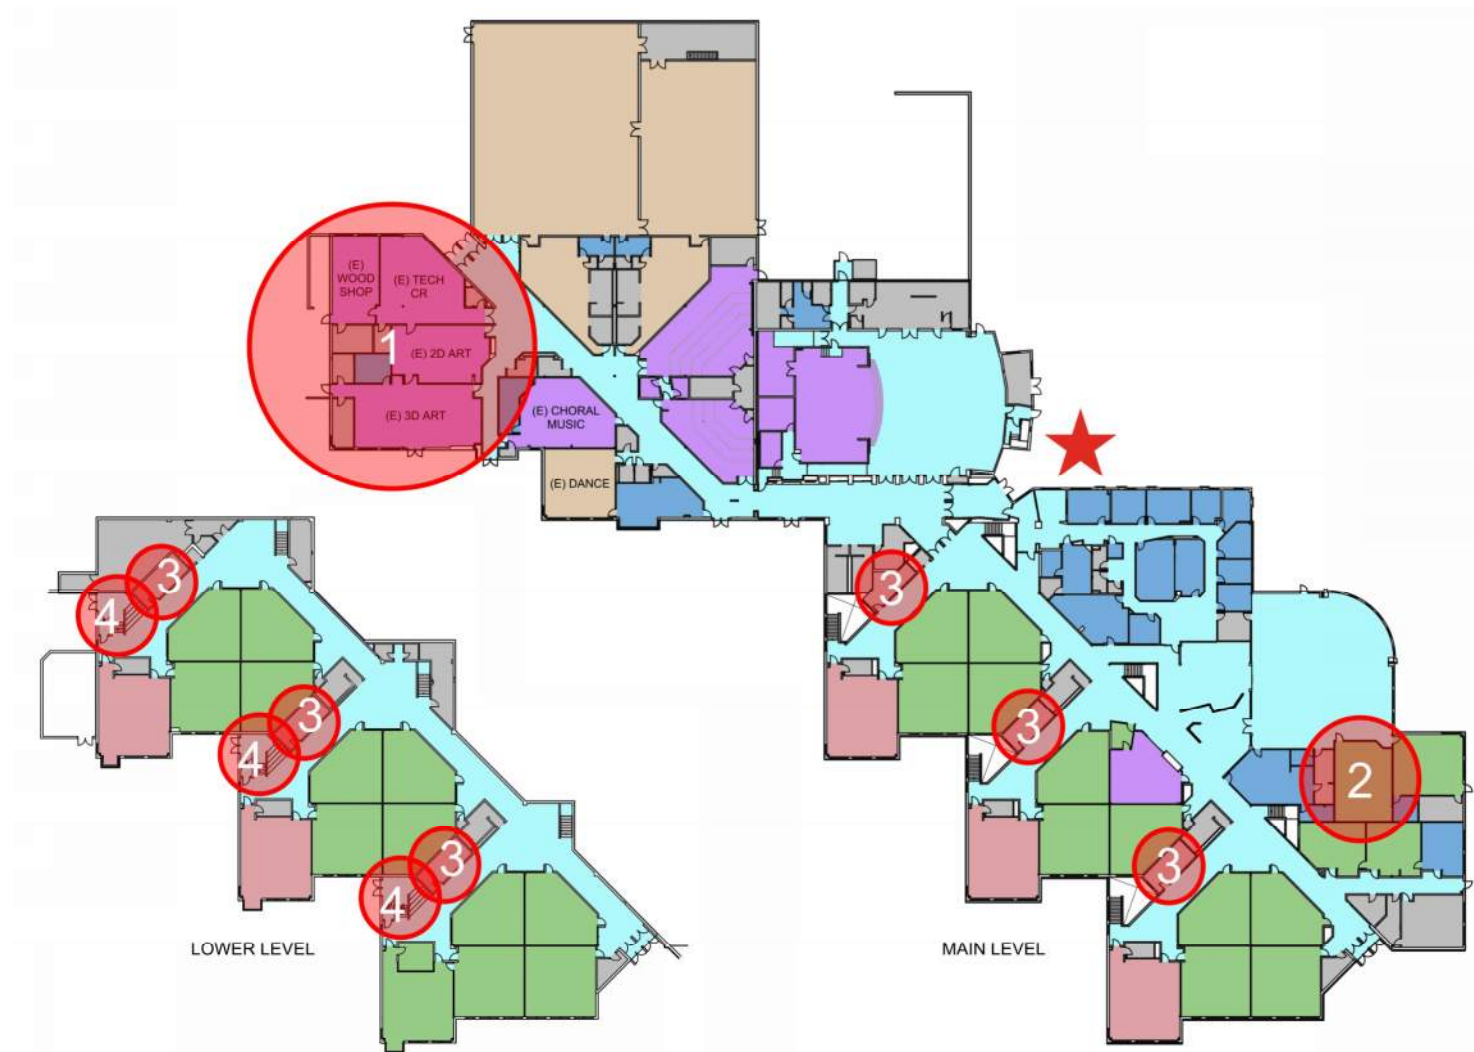 (E)
WOOD
SHOP
(E) TECH
CR
1
(E) 2D ART
(E) 3D ART
(E) CHORAL
MUSIC
(E) DANCE
3
4
3
4
3
4
LOWER LEVEL
3
3
2
3
MAIN LEVEL